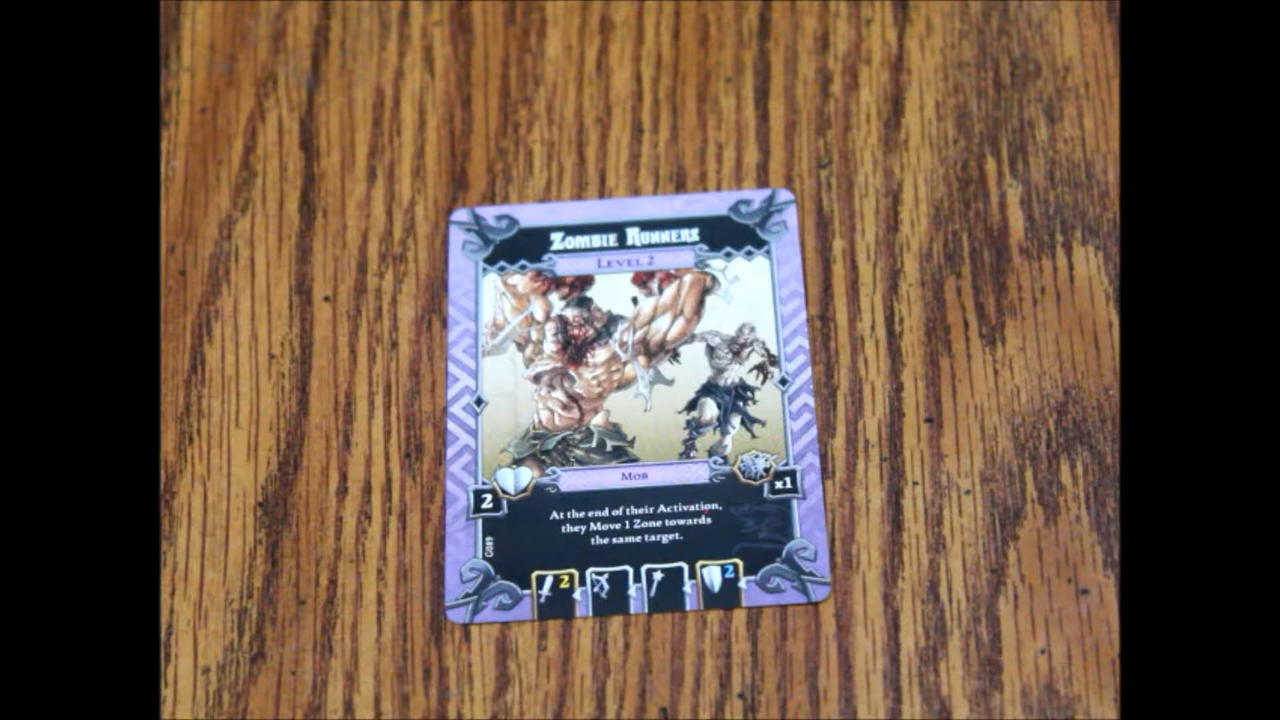 Zombie Runners
Level 2
Mob
2
x1
At the end of their Activation,
they Move 1 Zone towards
the same target.
G089
2
2